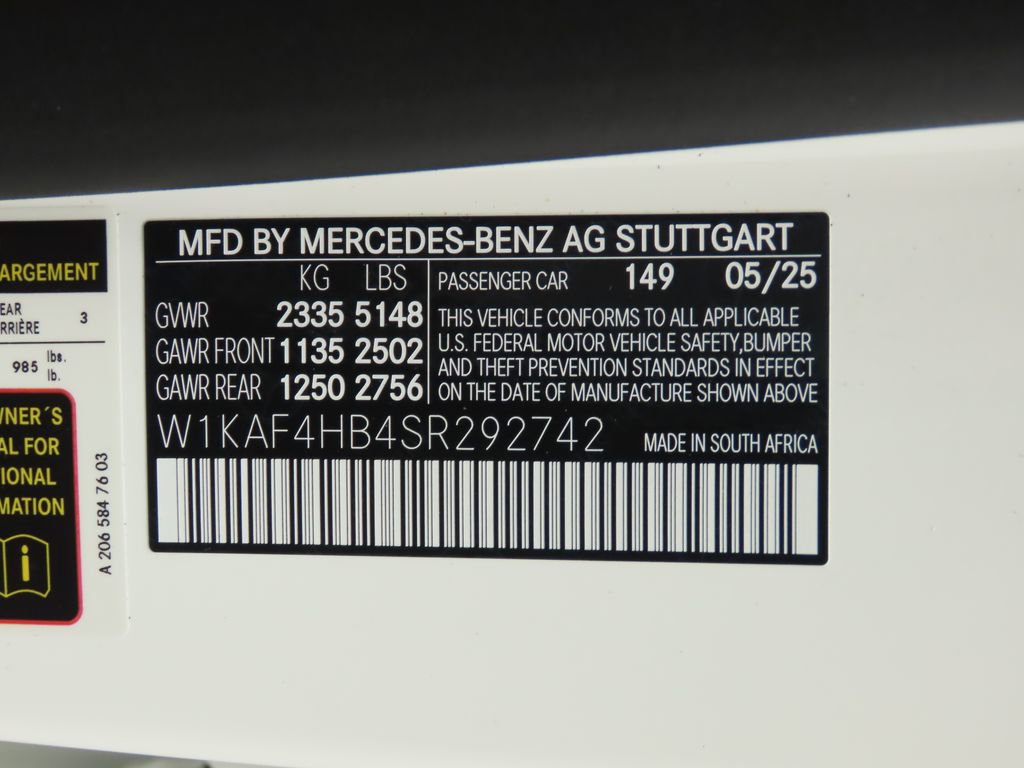 ARGEMENT
EAR
RRIÈRE 3
985 lbs.
lb.
WNER´S
AL FOR
TIONAL
MATION
i
A 206 584 76 03
MFD BY MERCEDES-BENZ AG STUTTGART
KG LBS
GVWR 2335 5148
GAWR FRONT 1135 2502
GAWR REAR 1250 2756
PASSENGER CAR 149 05/25
THIS VEHICLE CONFORMS TO ALL APPLICABLE
U.S. FEDERAL MOTOR VEHICLE SAFETY,BUMPER
AND THEFT PREVENTION STANDARDS IN EFFECT
ON THE DATE OF MANUFACTURE SHOWN ABOVE
W1KAF4HB4SR292742 MADE IN SOUTH AFRICA